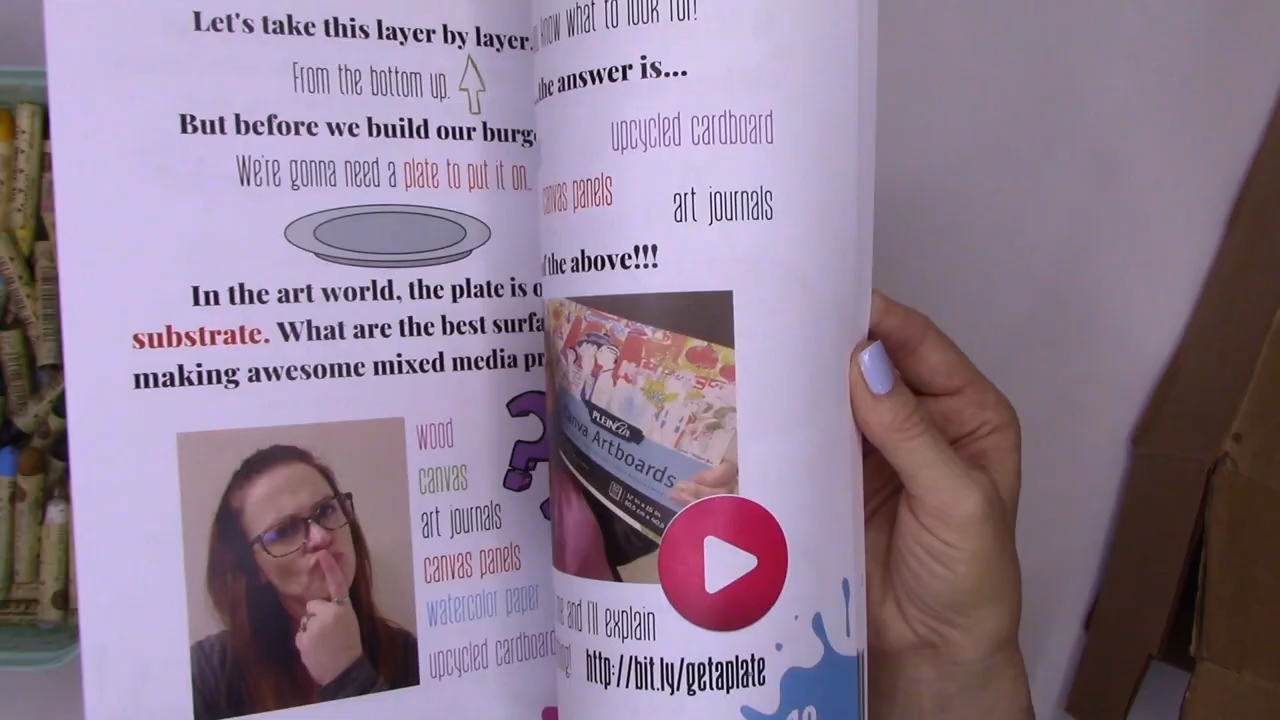 Let's take this layer by layer.
From the bottom up.
But before we build our burg
We're gonna need a plate to put it on...
In the art world, the plate is
substrate. What are the best surfa
making awesome mixed media pr
wood
canvas
art journals
canvas panels
watercolor paper
upcycled cardboard
know what to look for!
...the answer is...
upcycled cardboard
canvas panels
art journals
the above!!!
PLEIN Air
Canva Artboards
and I'll explain
http://bit.ly/getaplate